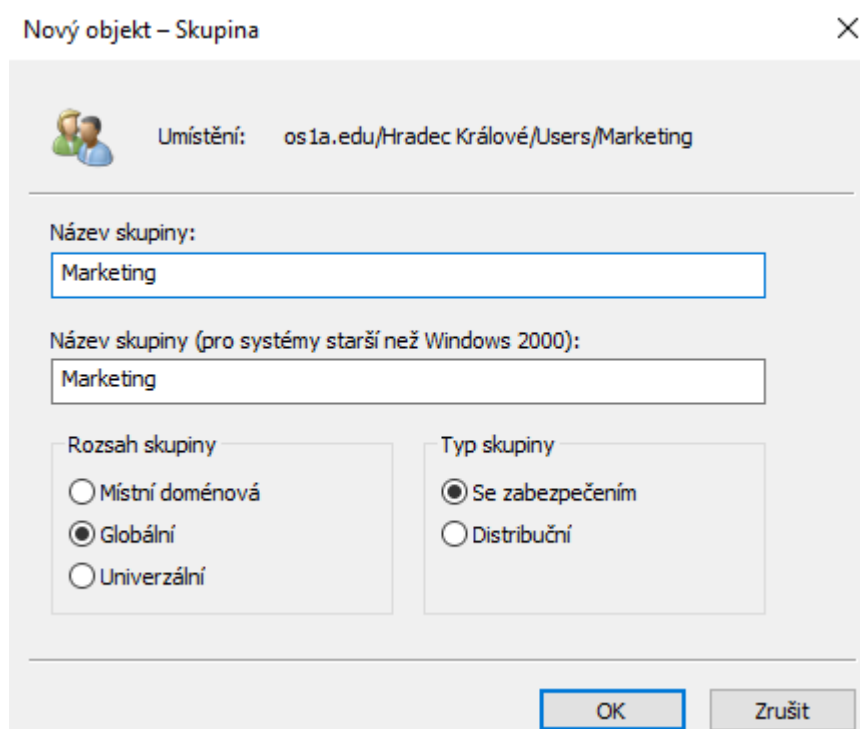 Nový objekt – Skupina
Umístění: os1a.edu/Hradec Králové/Users/Marketing
Název skupiny:
Marketing
Název skupiny (pro systémy starší než Windows 2000):
Marketing
Rozsah skupiny
Místní doménová
Globální
Univerzální
Typ skupiny
Se zabezpečením
Distribuční
OK Zrušit